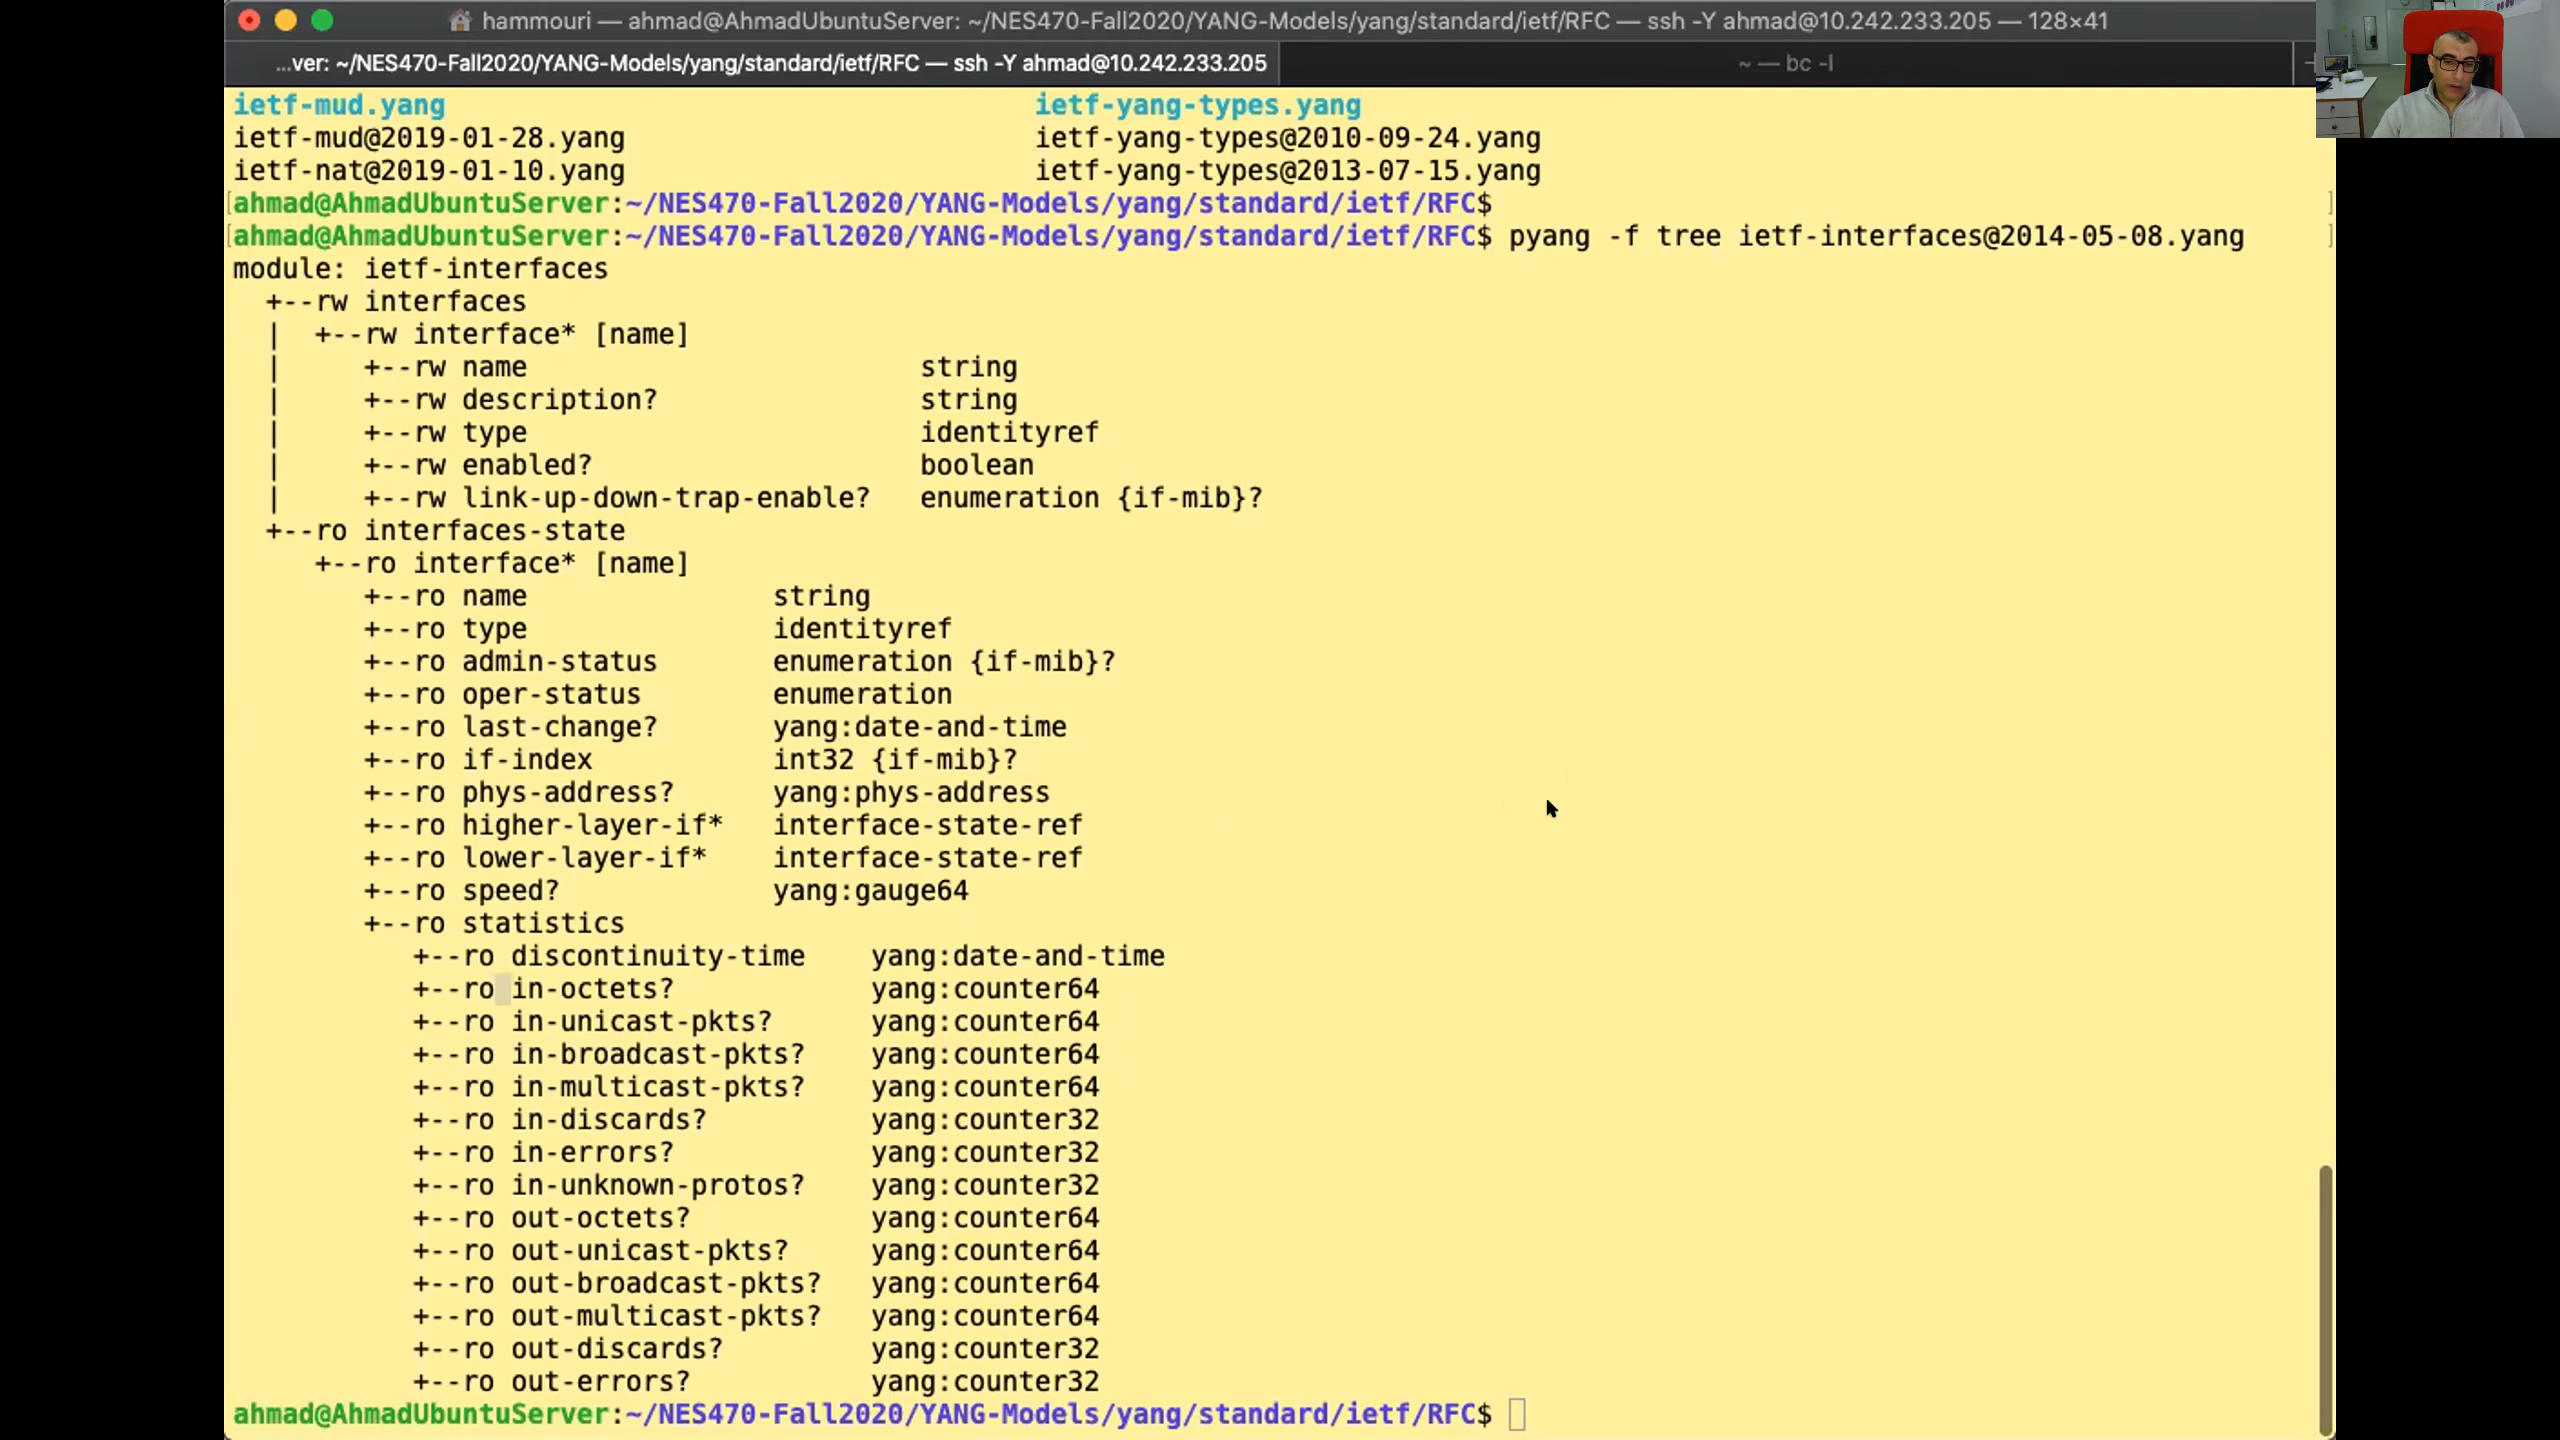 hammouri — ahmad@AhmadUbuntuServer: ~/NES470-Fall2020/YANG-Models/yang/standard/ietf/RFC — ssh -Y ahmad@10.242.233.205 — 128×41
...ver: ~/NES470-Fall2020/YANG-Models/yang/standard/ietf/RFC — ssh -Y ahmad@10.242.233.205 ~ — bc -l
ietf-mud.yang ietf-yang-types.yang
ietf-mud@2019-01-28.yang ietf-yang-types@2010-09-24.yang
ietf-nat@2019-01-10.yang ietf-yang-types@2013-07-15.yang
[ahmad@AhmadUbuntuServer:~/NES470-Fall2020/YANG-Models/yang/standard/ietf/RFC$ ]
[ahmad@AhmadUbuntuServer:~/NES470-Fall2020/YANG-Models/yang/standard/ietf/RFC$ pyang -f tree ietf-interfaces@2014-05-08.yang ]
module: ietf-interfaces
  +--rw interfaces
  |  +--rw interface* [name]
  |     +--rw name                        string
  |     +--rw description?                string
  |     +--rw type                        identityref
  |     +--rw enabled?                    boolean
  |     +--rw link-up-down-trap-enable?   enumeration {if-mib}?
  +--ro interfaces-state
     +--ro interface* [name]
        +--ro name               string
        +--ro type               identityref
        +--ro admin-status       enumeration {if-mib}?
        +--ro oper-status        enumeration
        +--ro last-change?       yang:date-and-time
        +--ro if-index           int32 {if-mib}?
        +--ro phys-address?      yang:phys-address
        +--ro higher-layer-if*   interface-state-ref
        +--ro lower-layer-if*    interface-state-ref
        +--ro speed?             yang:gauge64
        +--ro statistics
           +--ro discontinuity-time    yang:date-and-time
           +--ro in-octets?            yang:counter64
           +--ro in-unicast-pkts?      yang:counter64
           +--ro in-broadcast-pkts?    yang:counter64
           +--ro in-multicast-pkts?    yang:counter64
           +--ro in-discards?          yang:counter32
           +--ro in-errors?            yang:counter32
           +--ro in-unknown-protos?    yang:counter32
           +--ro out-octets?           yang:counter64
           +--ro out-unicast-pkts?     yang:counter64
           +--ro out-broadcast-pkts?   yang:counter64
           +--ro out-multicast-pkts?   yang:counter64
           +--ro out-discards?         yang:counter32
           +--ro out-errors?           yang:counter32
ahmad@AhmadUbuntuServer:~/NES470-Fall2020/YANG-Models/yang/standard/ietf/RFC$